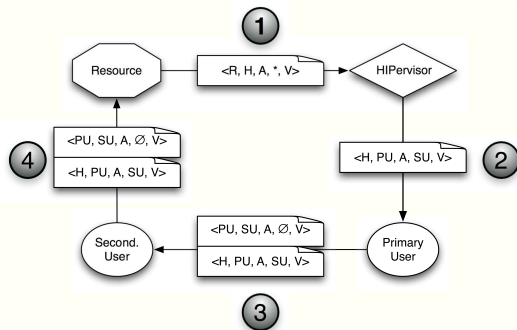 1
Resource
<R, H, A, *, V>
HIPervisor
<PU, SU, A, ∅, V>
<H, PU, A, SU, V>
4
<H, PU, A, SU, V>
2
Second.
User
<PU, SU, A, ∅, V>
<H, PU, A, SU, V>
Primary
User
3